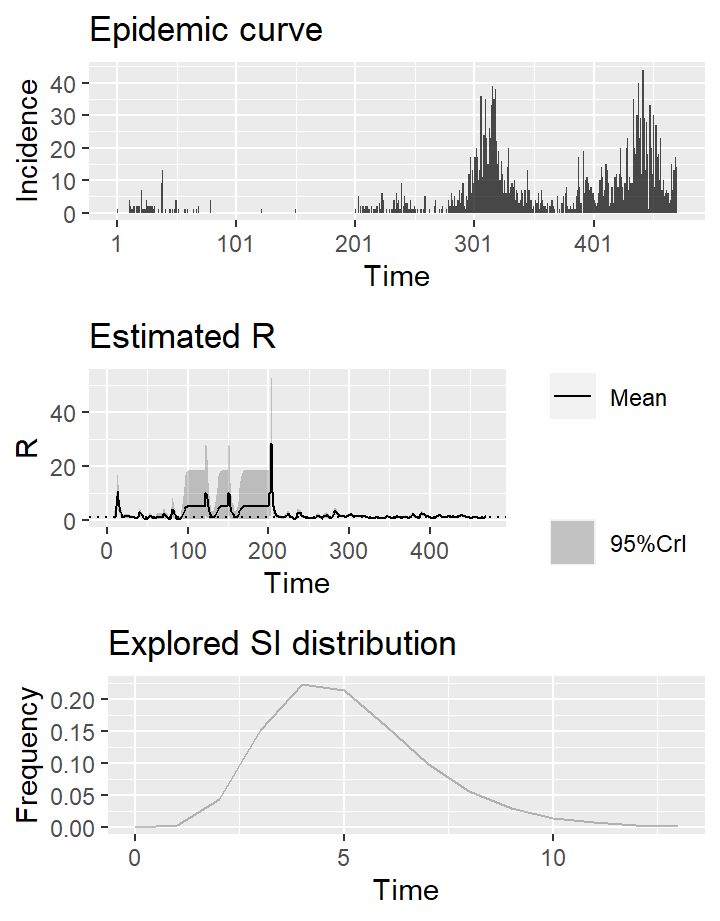 Epidemic curve
Incidence
40
30
20
10
0
1 101 201 301 401
Time
Estimated R
R
40
20
0
0 100 200 300 400
Time
Mean
95%CrI
Explored SI distribution
Frequency
0.20
0.15
0.10
0.05
0.00
0 5 10
Time